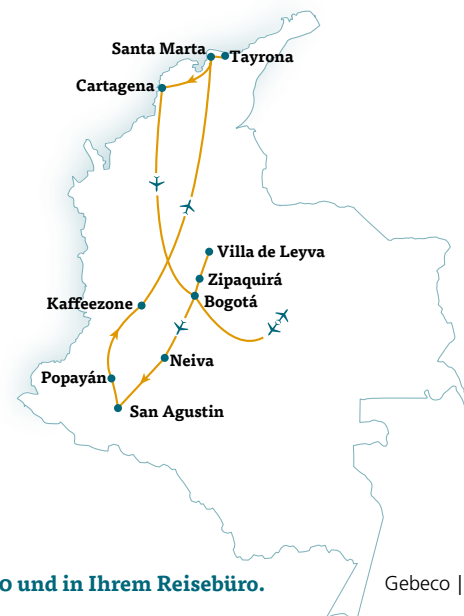 Santa Marta
Tayrona
Cartagena
Villa de Leyva
Zipaquirá
Bogotá
Kaffeezone
Neiva
Popayán
San Agustin
0 und in Ihrem Reisebüro.
Gebeco |